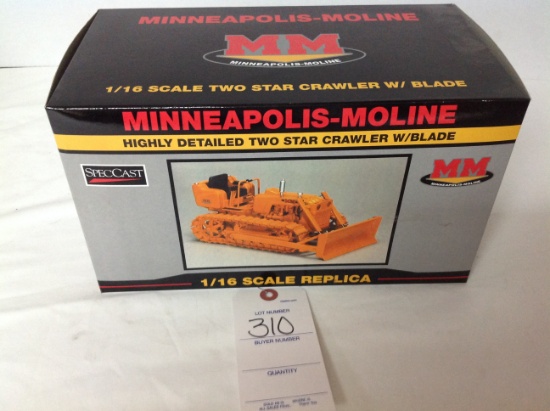 MINNEAPOLIS-MOLINE
MM
MINNEAPOLIS-MOLINE
1/16 SCALE TWO STAR CRAWLER W/ BLADE
MINNEAPOLIS-MOLINE
HIGHLY DETAILED TWO STAR CRAWLER W/BLADE
SPECCAST
MM
MINNEAPOLIS-MOLINE
1/16 SCALE REPLICA
LOT NUMBER
310
BUYER NUMBER
QUANTITY